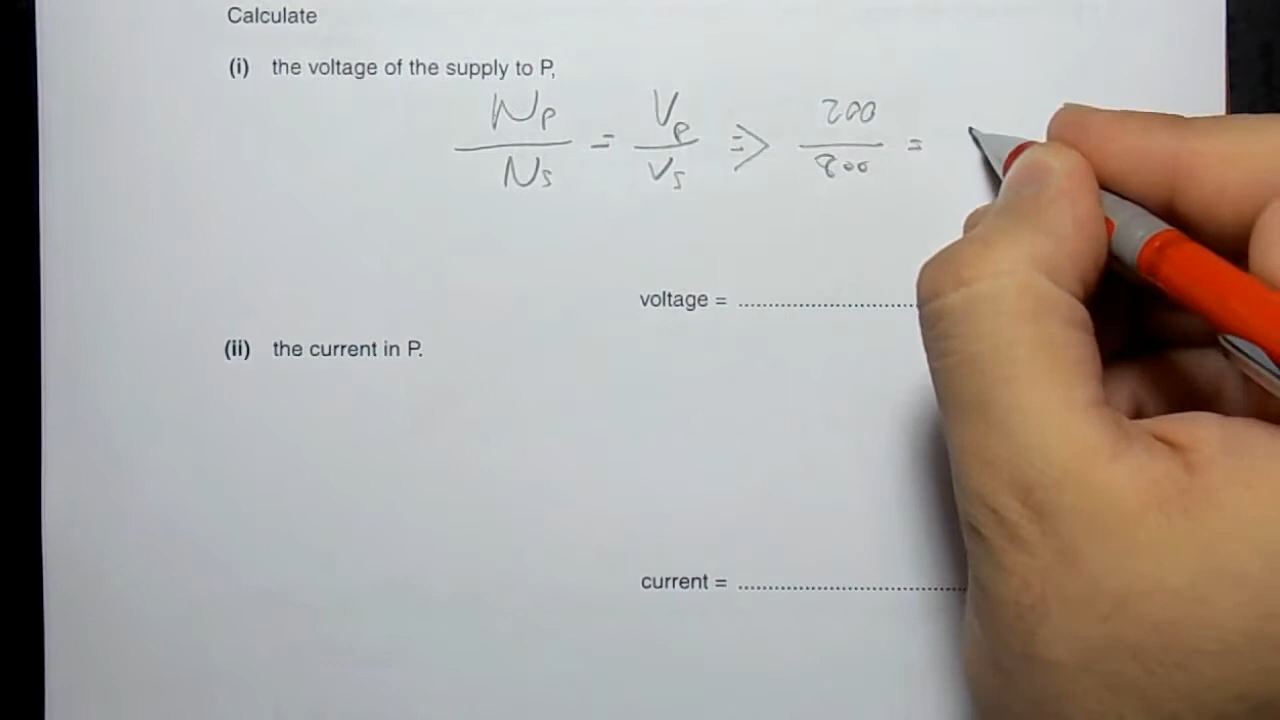 Calculate
(i) the voltage of the supply to P,
Np/Ns = Vp/Vs ⇒ 200/800 =
voltage = ........................
(ii) the current in P.
current = ..............................